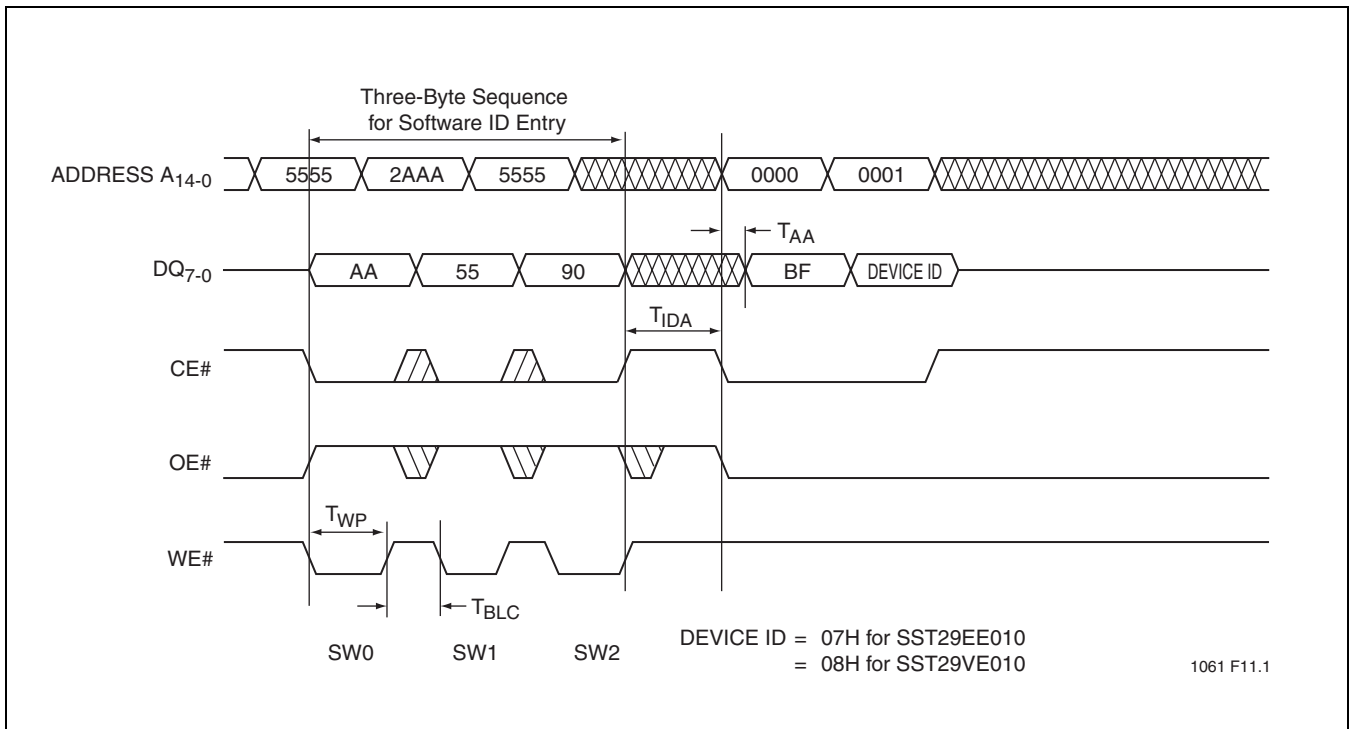 Three-Byte Sequence
for Software ID Entry
ADDRESS A14-0 5555 2AAA 5555 0000 0001
TAA
DQ7-0 AA 55 90 BF DEVICE ID
TIDA
CE#
OE#
TWP
WE#
TBLC
SW0 SW1 SW2
DEVICE ID = 07H for SST29EE010
= 08H for SST29VE010
1061 F11.1